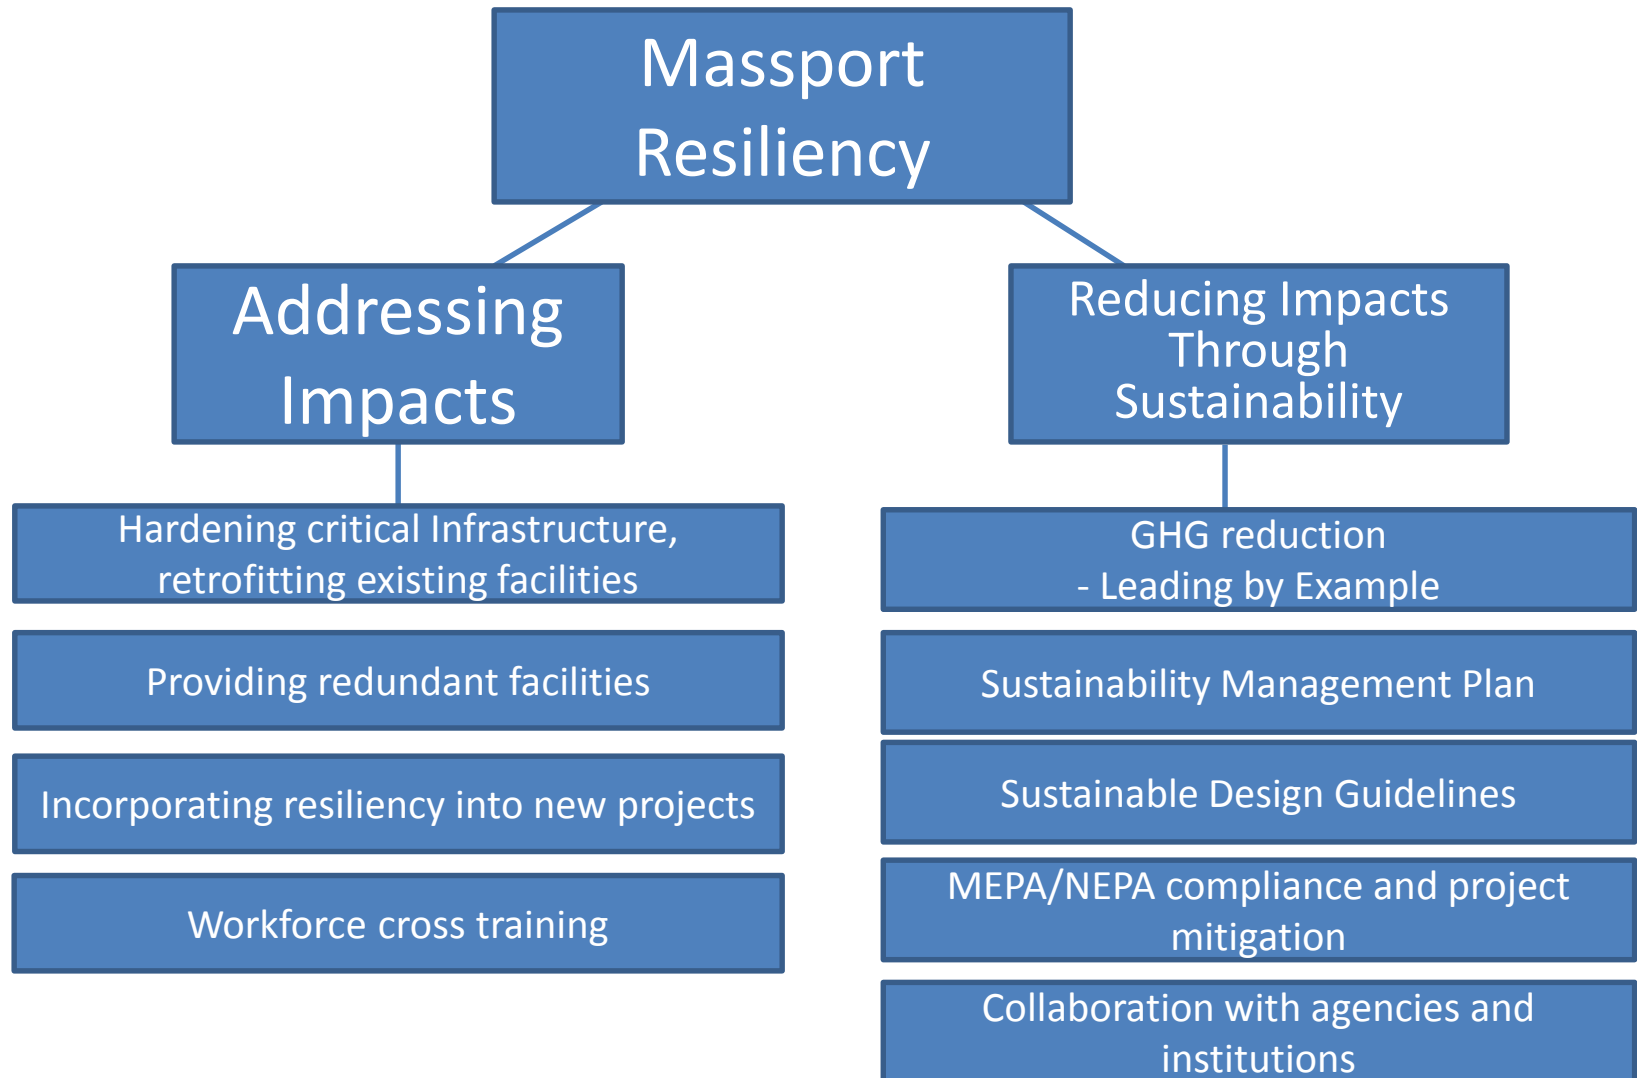 Massport
Resiliency
Addressing
Impacts
Hardening critical Infrastructure,
retrofitting existing facilities
Providing redundant facilities
Incorporating resiliency into new projects
Workforce cross training
Reducing Impacts
Through
Sustainability
GHG reduction
- Leading by Example
Sustainability Management Plan
Sustainable Design Guidelines
MEPA/NEPA compliance and project
mitigation
Collaboration with agencies and
institutions